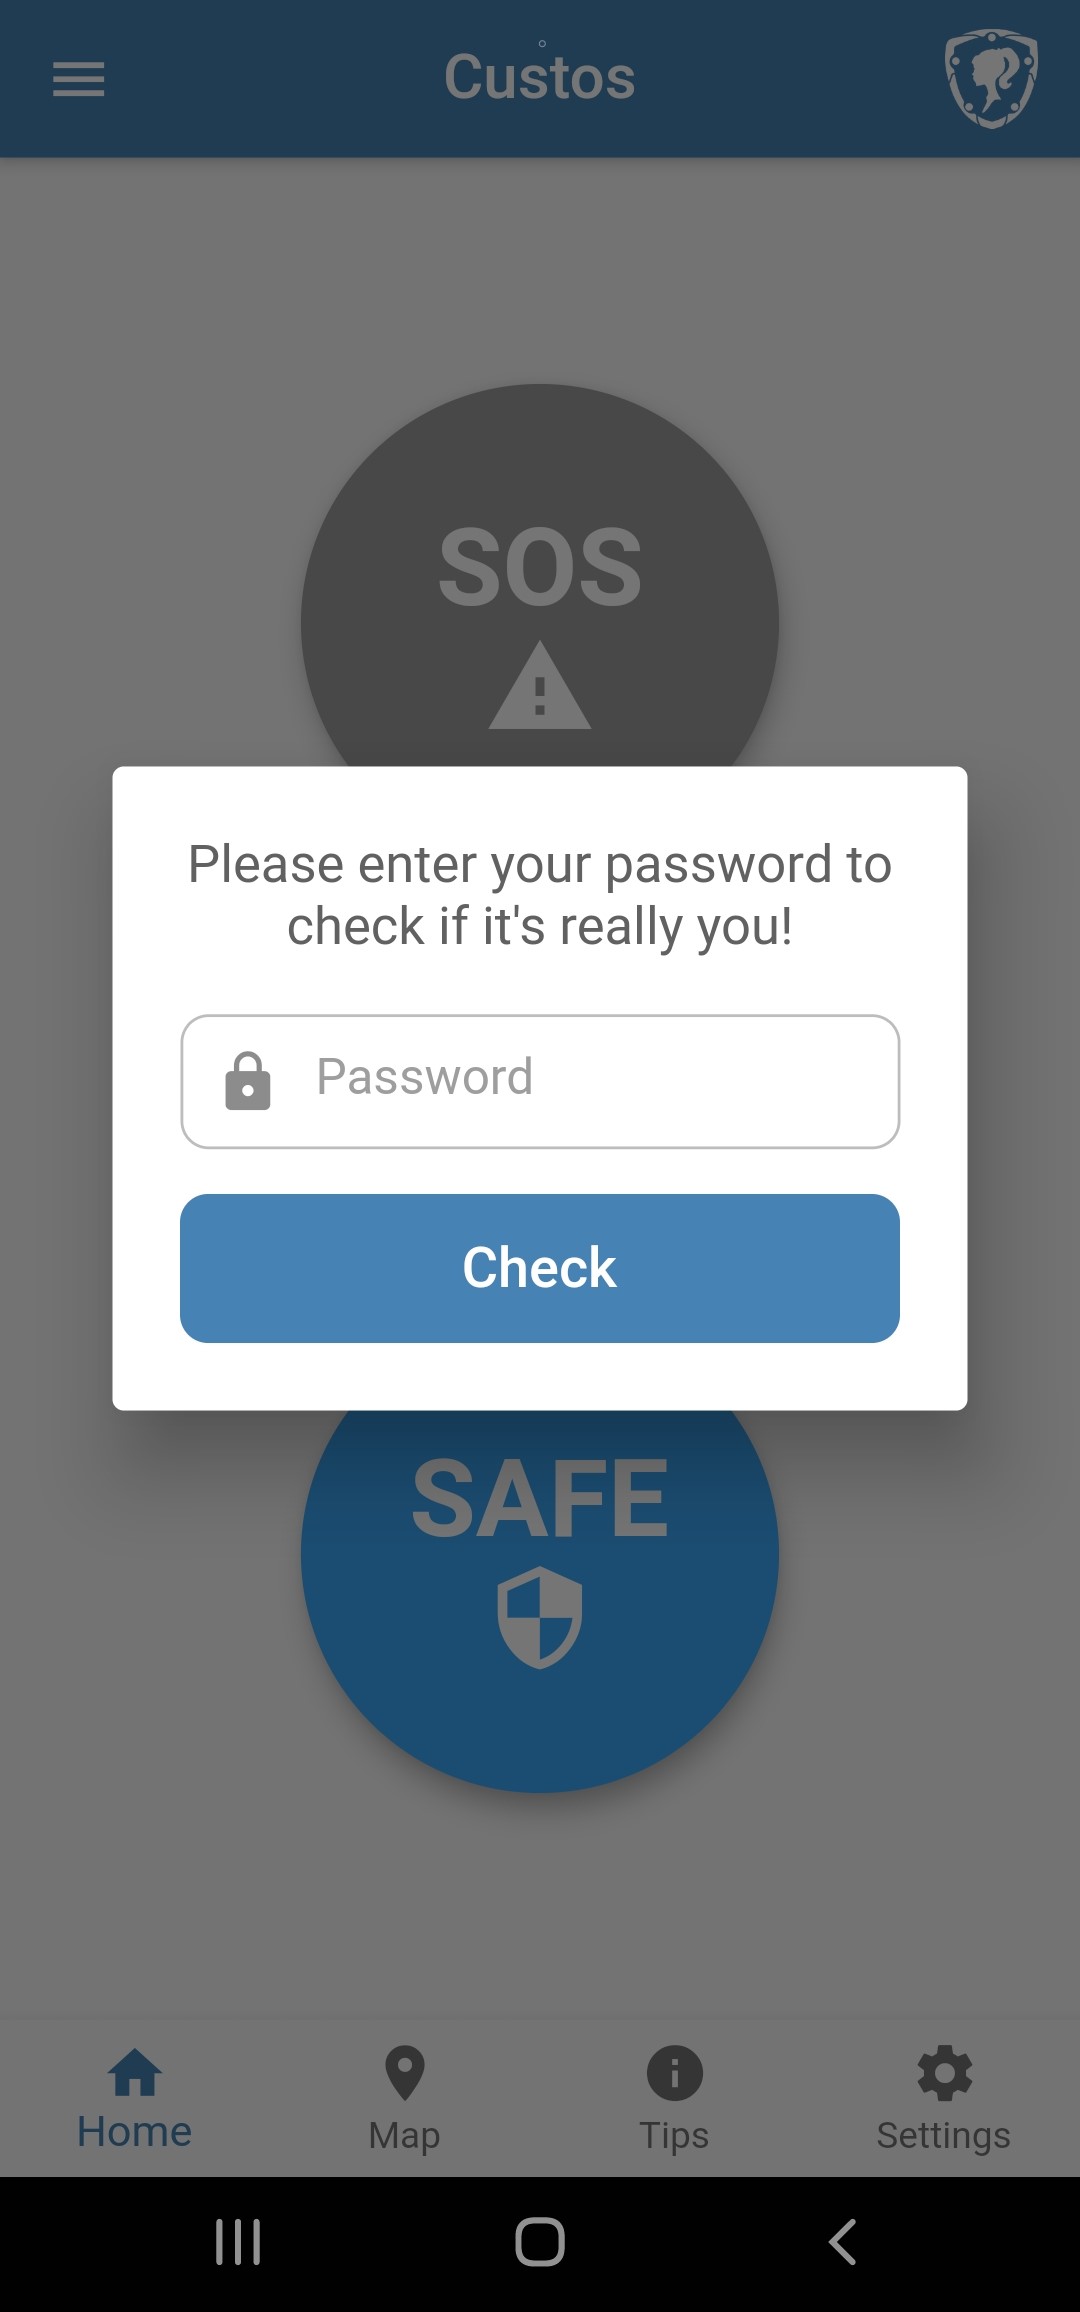 Custos
SOS
Please enter your password to
check if it's really you!
Password
Check
SAFE
Home
Map
Tips
Settings